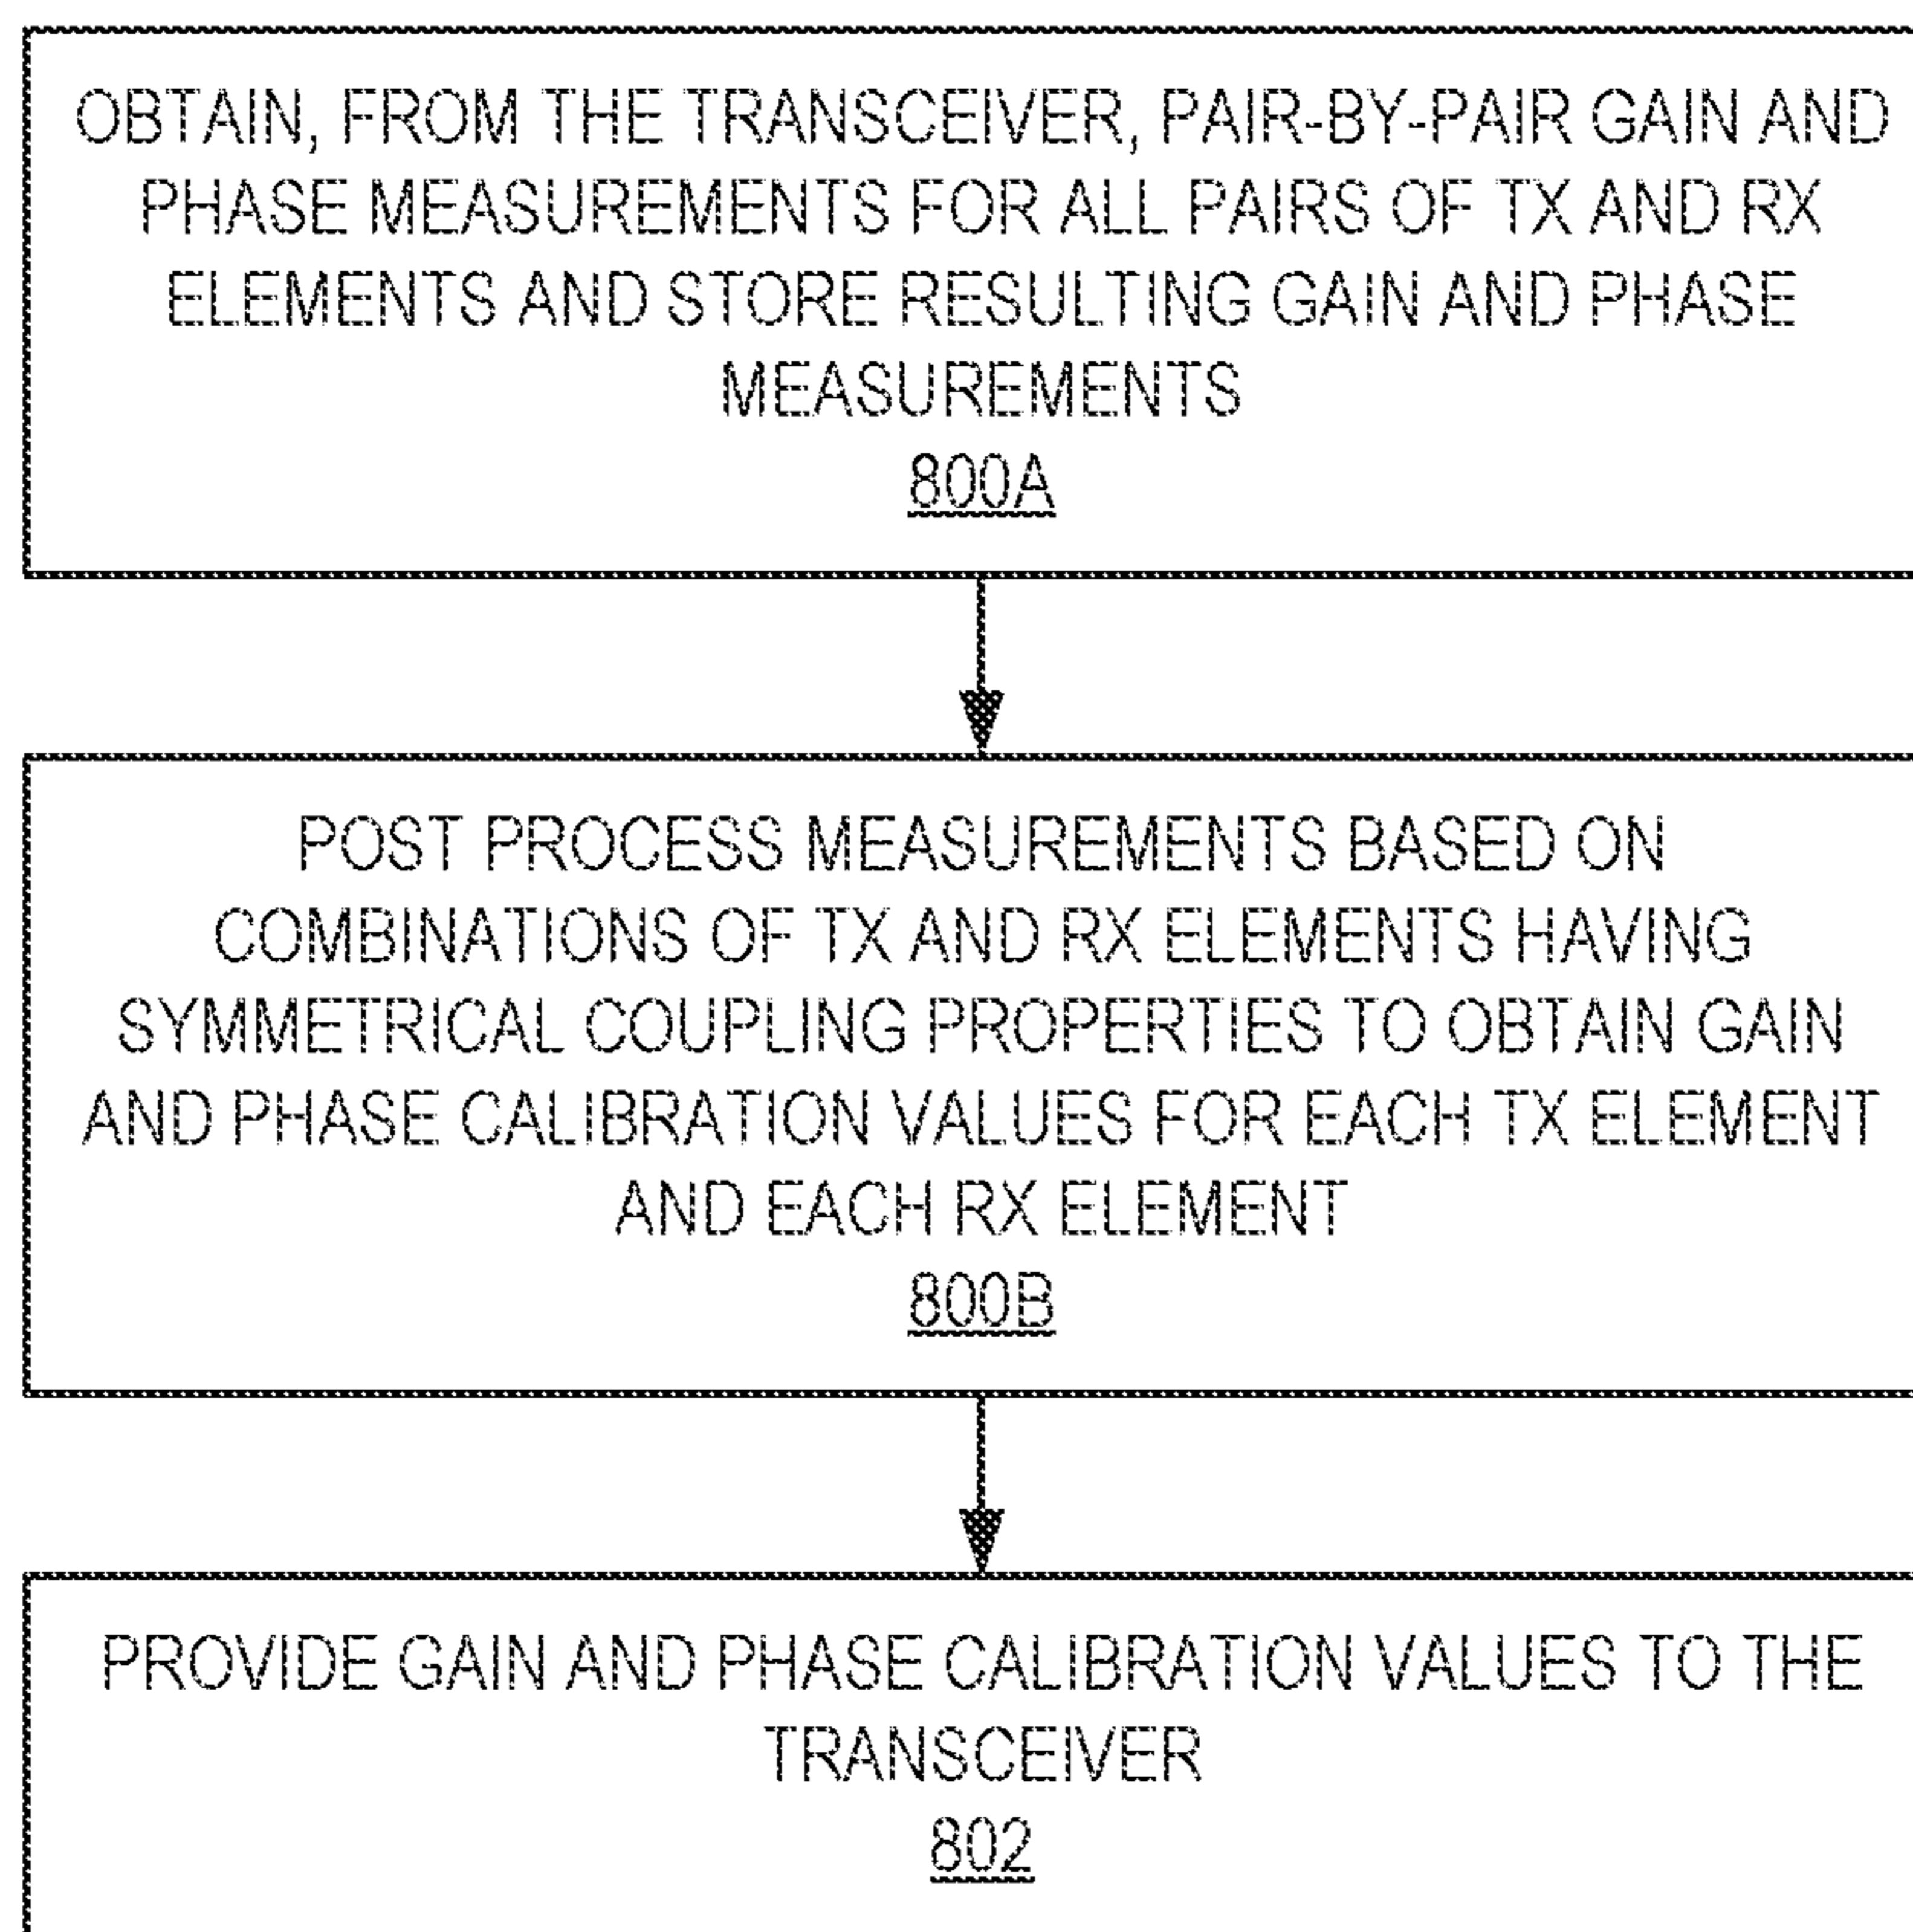 OBTAIN, FROM THE TRANSCEIVER, PAIR-BY-PAIR GAIN AND
PHASE MEASUREMENTS FOR ALL PAIRS OF TX AND RX
ELEMENTS AND STORE RESULTING GAIN AND PHASE
MEASUREMENTS
800A
POST PROCESS MEASUREMENTS BASED ON
COMBINATIONS OF TX AND RX ELEMENTS HAVING
SYMMETRICAL COUPLING PROPERTIES TO OBTAIN GAIN
AND PHASE CALIBRATION VALUES FOR EACH TX ELEMENT
AND EACH RX ELEMENT
800B
PROVIDE GAIN AND PHASE CALIBRATION VALUES TO THE
TRANSCEIVER
802